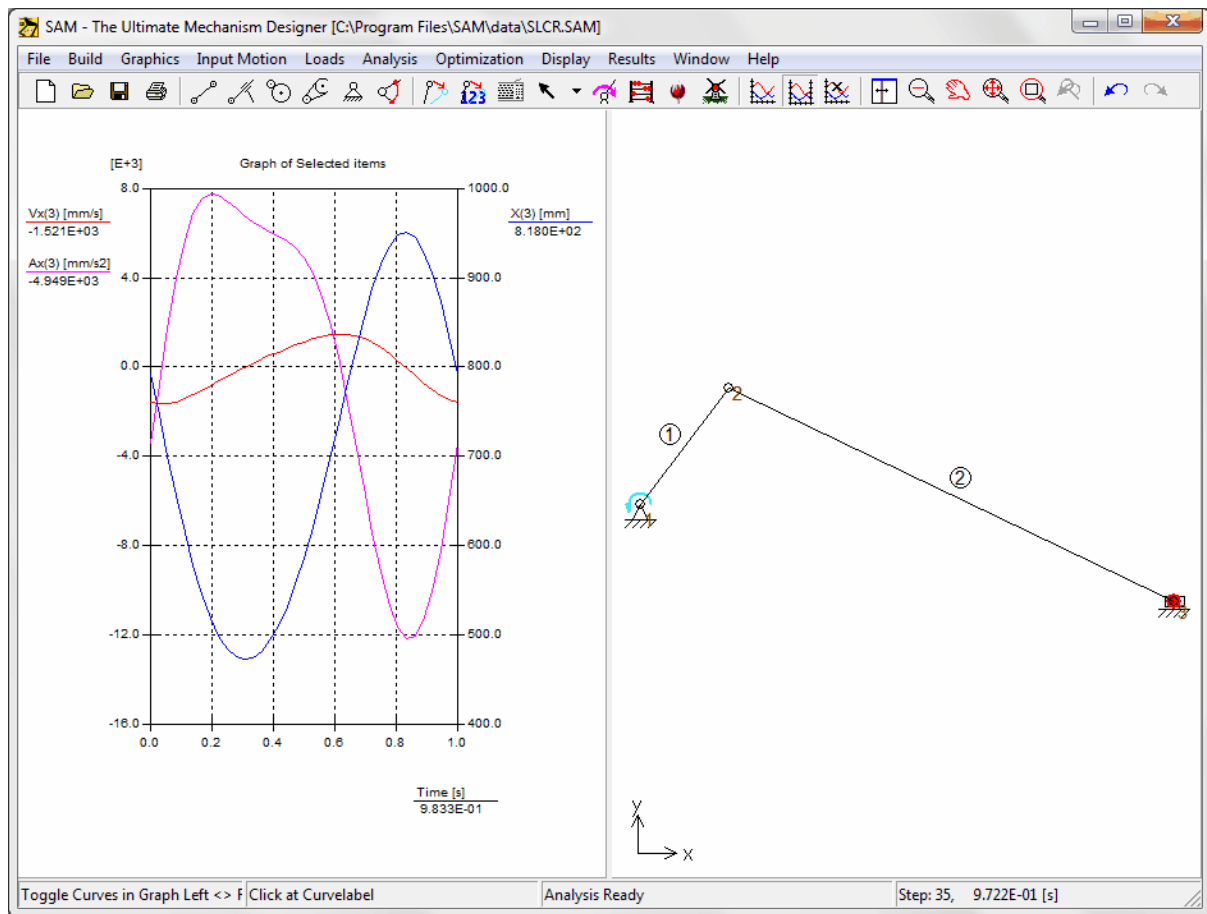 SAM - The Ultimate Mechanism Designer [C:\Program Files\SAM\data\SLCR.SAM]
File Build Graphics Input Motion Loads Analysis Optimization Display Results Window Help
123
[E+3] Graph of Selected items
8.0 1000.0
Vx(3) [mm/s] X(3) [mm]
-1.521E+03 8.180E+02
Ax(3) [mm/s2]
-4.949E+03
4.0 900.0
0.0 800.0
-4.0 700.0
-8.0 600.0
-12.0 500.0
-16.0 400.0
0.0 0.2 0.4 0.6 0.8 1.0
Time [s]
9.833E-01
2
1
2
1
3
y
x
Toggle Curves in Graph Left <> F Click at Curvelabel Analysis Ready Step: 35, 9.722E-01 [s]